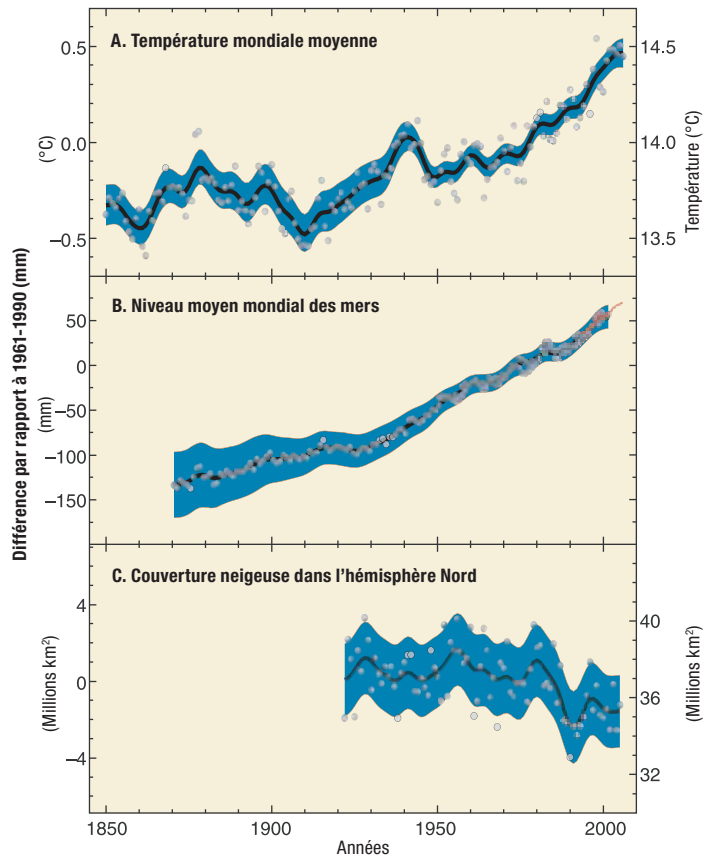 Différence par rapport à 1961-1990 (mm)
A. Température mondiale moyenne
(°C)
0.5
0.0
−0.5
14.5
14.0
13.5
Température (°C)
B. Niveau moyen mondial des mers
(mm)
50
0
−50
−100
−150
C. Couverture neigeuse dans l’hémisphère Nord
(Millions km²)
4
0
−4
40
36
32
(Millions km²)
1850
1900
1950
2000
Années